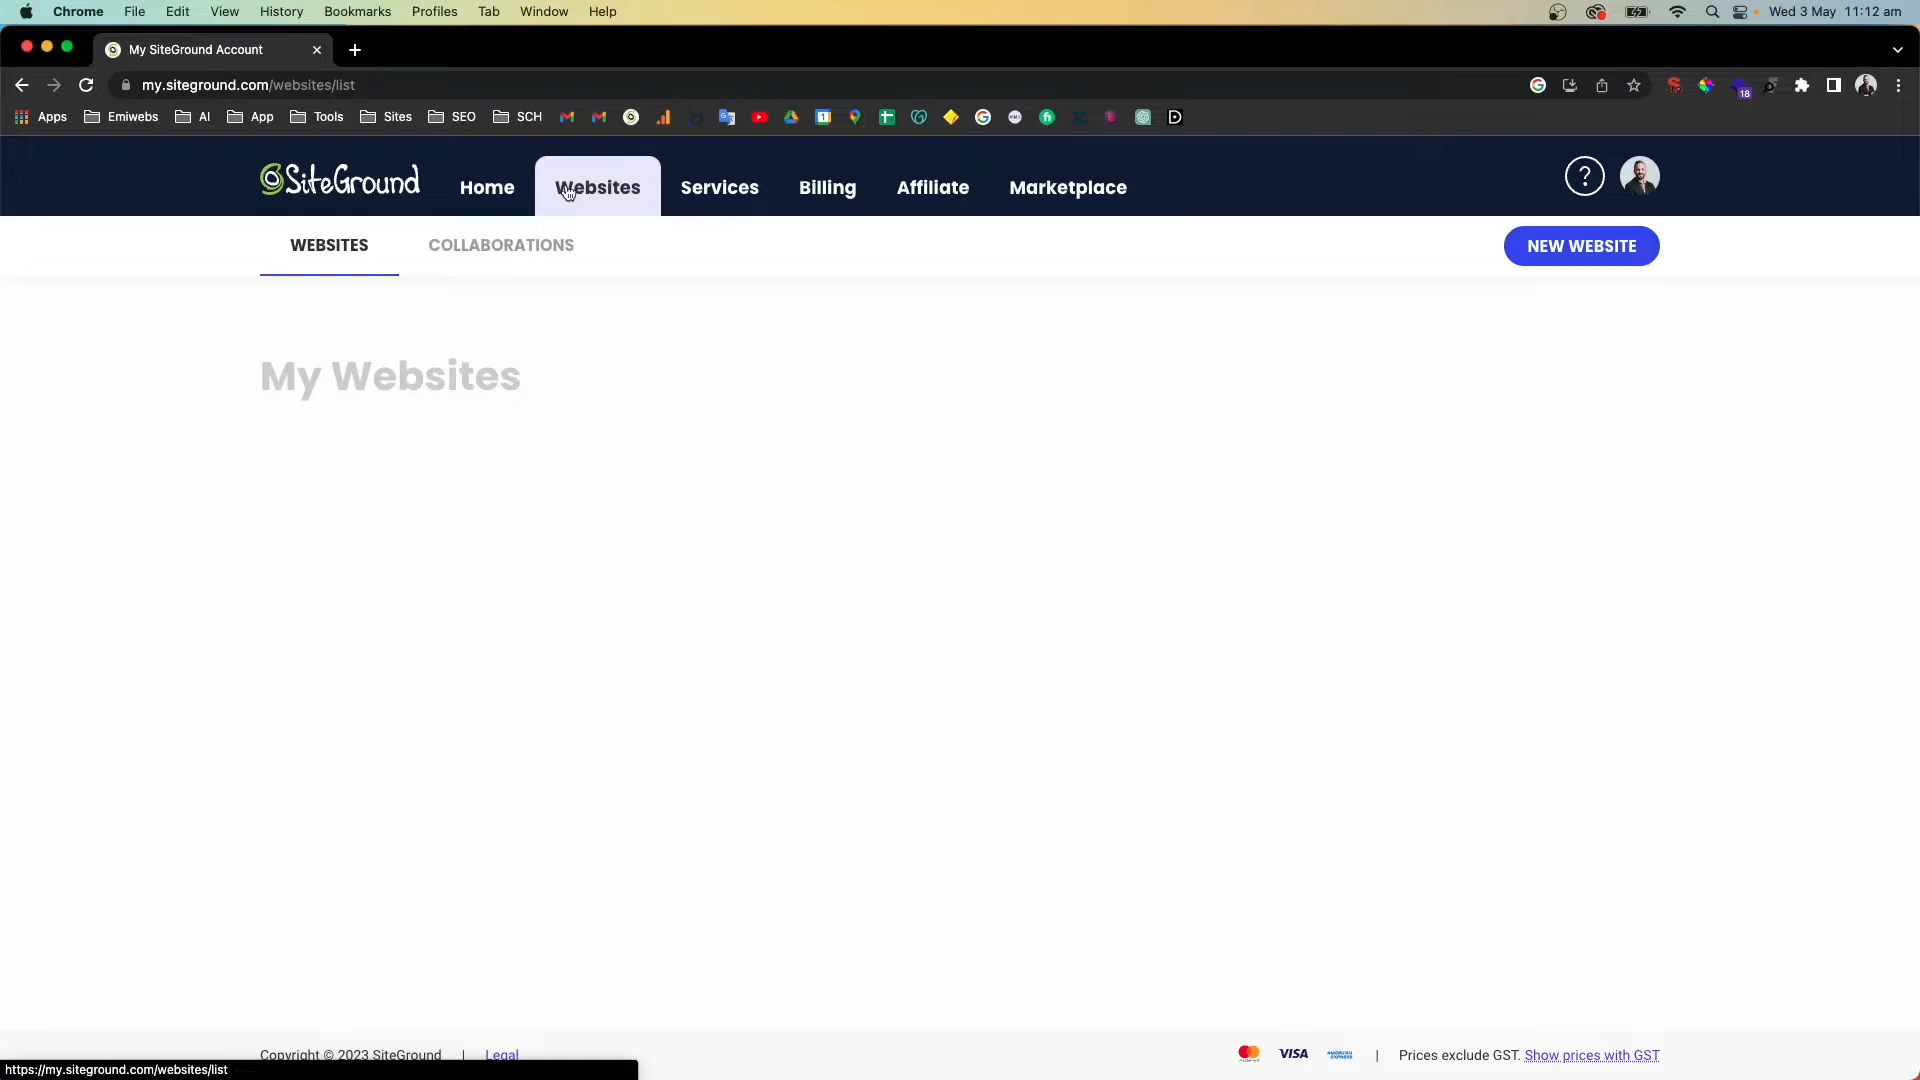 Chrome File Edit View History Bookmarks Profiles Tab Window Help Wed 3 May 11:12 am
My SiteGround Account
my.siteground.com/websites/list
18
Apps Emiwebs AI App Tools Sites SEO SCH
SiteGround Home Websites Services Billing Affiliate Marketplace ?
WEBSITES COLLABORATIONS NEW WEBSITE
My Websites
Copyright © 2023 SiteGround | Legal VISA AMERICAN EXPRESS | Prices exclude GST. Show prices with GST
https://my.siteground.com/websites/list